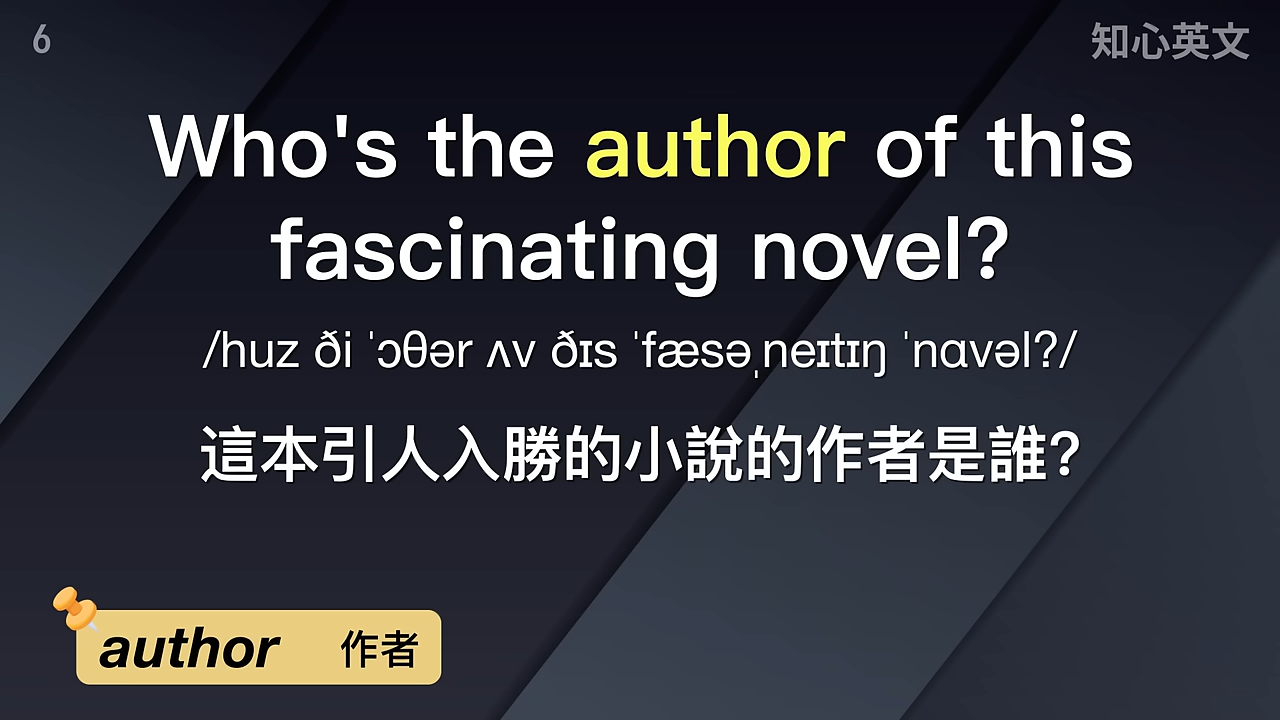 6
知心英文
Who's the author of this
fascinating novel?
/huz ði ˈɔθər ʌv ðɪs ˈfæsəˌneɪtɪŋ ˈnɑvəl?/
這本引人入勝的小說的作者是誰?
author 作者